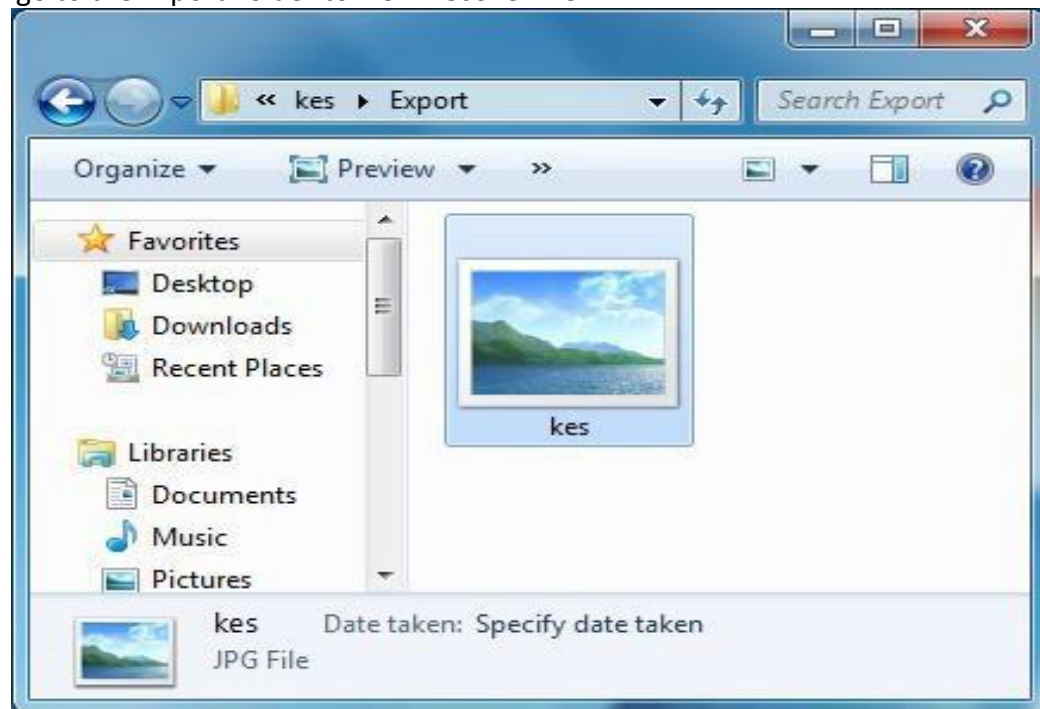 « kes ▸ Export
Search Export
Organize
Preview
»
Favorites
Desktop
Downloads
Recent Places
Libraries
Documents
Music
Pictures
kes
kes
Date taken: Specify date taken
JPG File